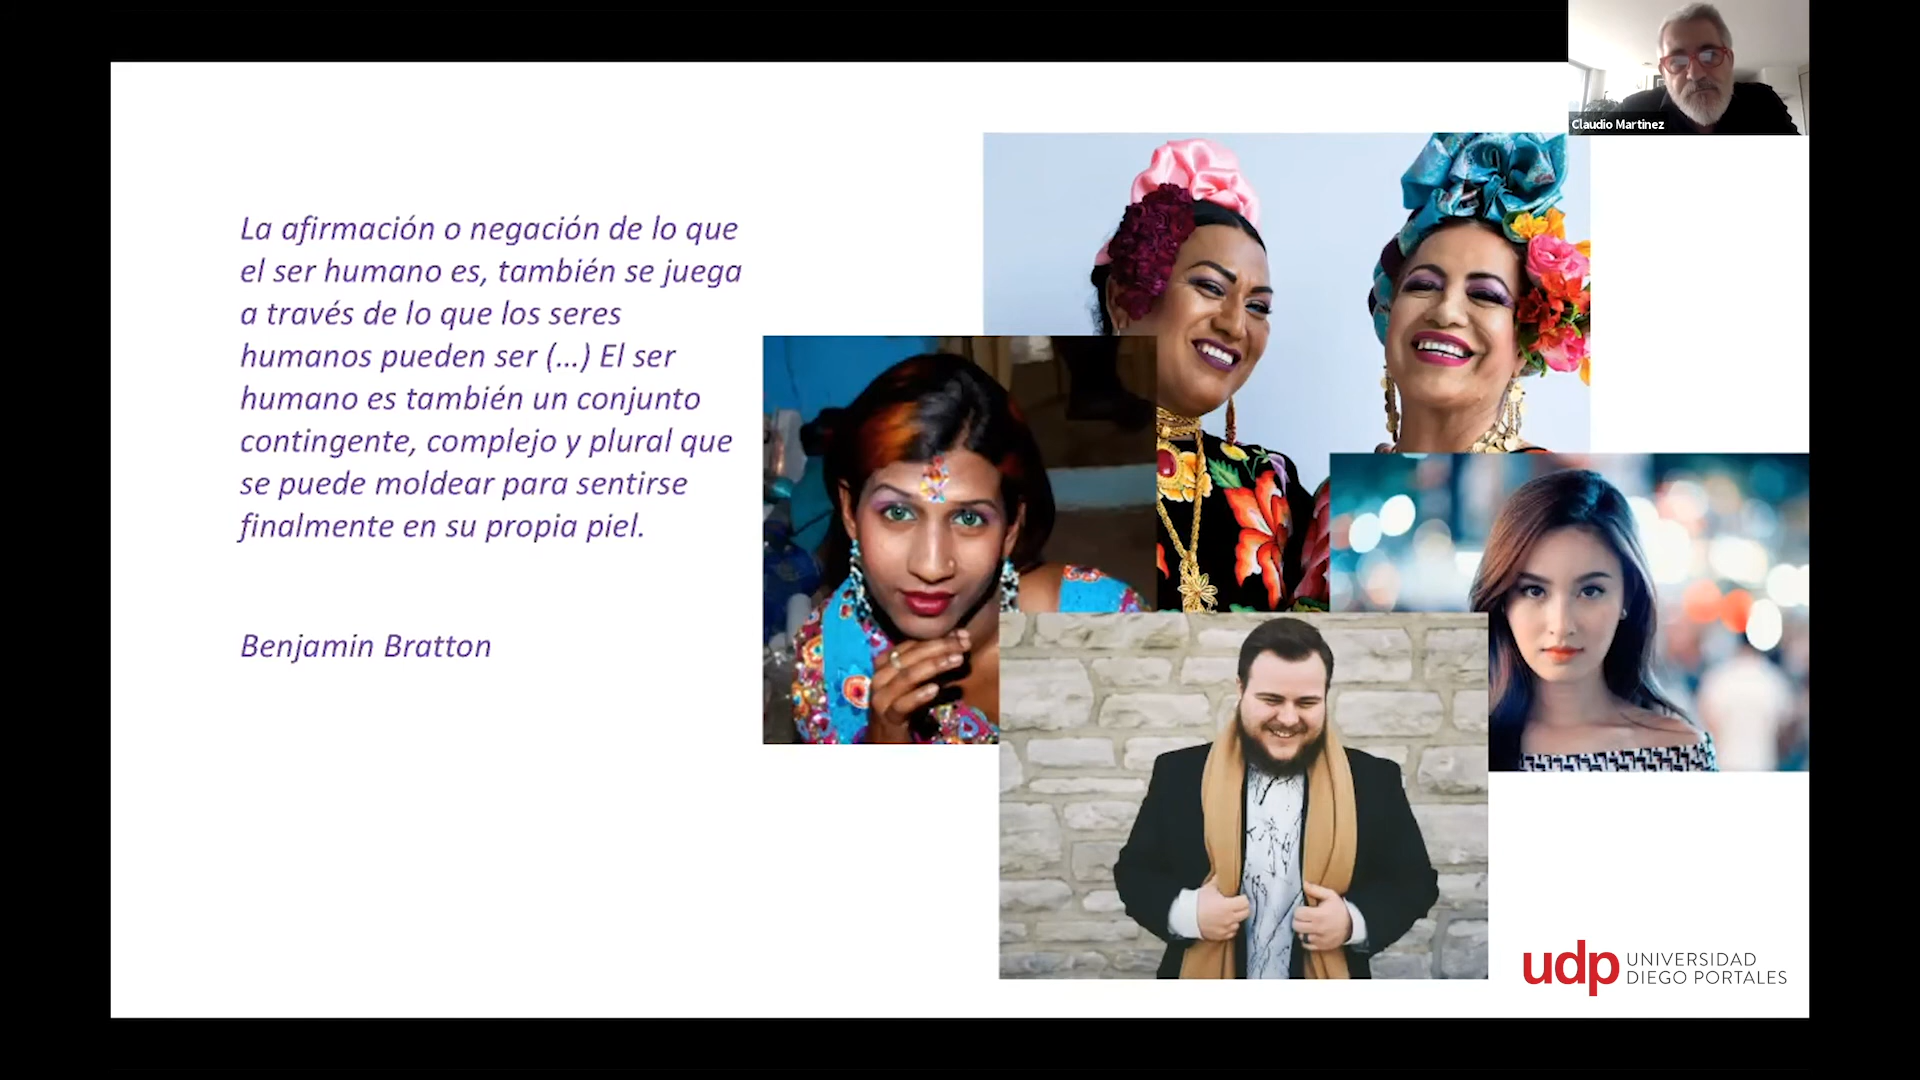 Claudio Martinez
La afirmación o negación de lo que
el ser humano es, también se juega
a través de lo que los seres
humanos pueden ser (...) El ser
humano es también un conjunto
contingente, complejo y plural que
se puede moldear para sentirse
finalmente en su propia piel.
Benjamin Bratton
udp UNIVERSIDAD
DIEGO PORTALES